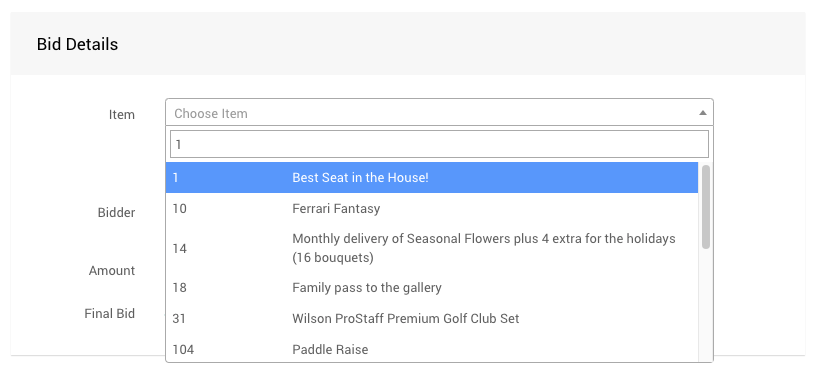 Bid Details
Item
Choose Item
1
1 Best Seat in the House!
Bidder
10 Ferrari Fantasy
14 Monthly delivery of Seasonal Flowers plus 4 extra for the holidays
(16 bouquets)
Amount
18 Family pass to the gallery
Final Bid
31 Wilson ProStaff Premium Golf Club Set
104 Paddle Raise